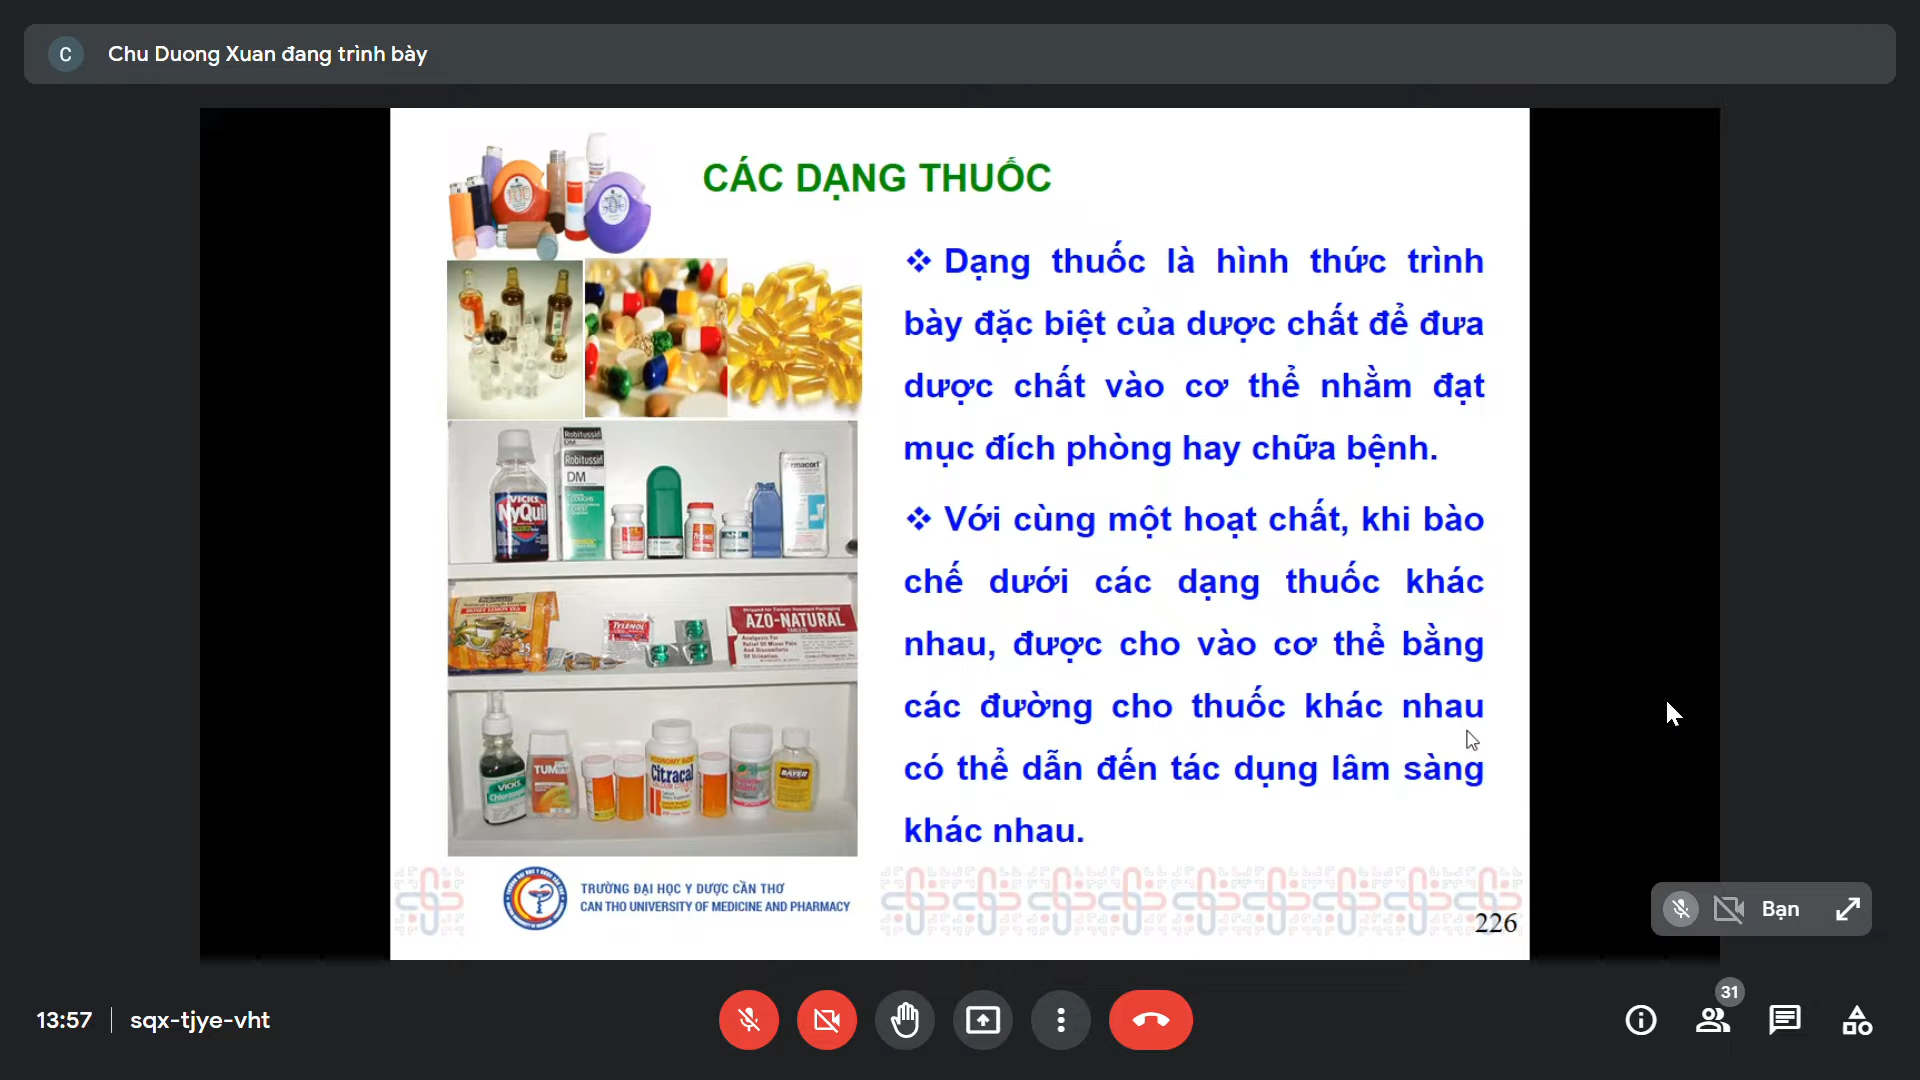 C
Chu Duong Xuan đang trình bày
CÁC DẠNG THUỐC
❖ Dạng thuốc là hình thức trình
bày đặc biệt của dược chất để đưa
dược chất vào cơ thể nhằm đạt
mục đích phòng hay chữa bệnh.
❖ Với cùng một hoạt chất, khi bào
chế dưới các dạng thuốc khác
nhau, được cho vào cơ thể bằng
các đường cho thuốc khác nhau
có thể dẫn đến tác dụng lâm sàng
khác nhau.
Robitussin
DM
Robitussin
DM
VICKS
NyQuil
TYLENOL
AZO-NATURAL
TABLETS
25
VICKS
TUMS
Citracal
BAYER
TRƯỜNG ĐẠI HỌC Y DƯỢC CẦN THƠ
CAN THO UNIVERSITY OF MEDICINE AND PHARMACY
226
Bạn
13:57
sqx-tjye-vht
31